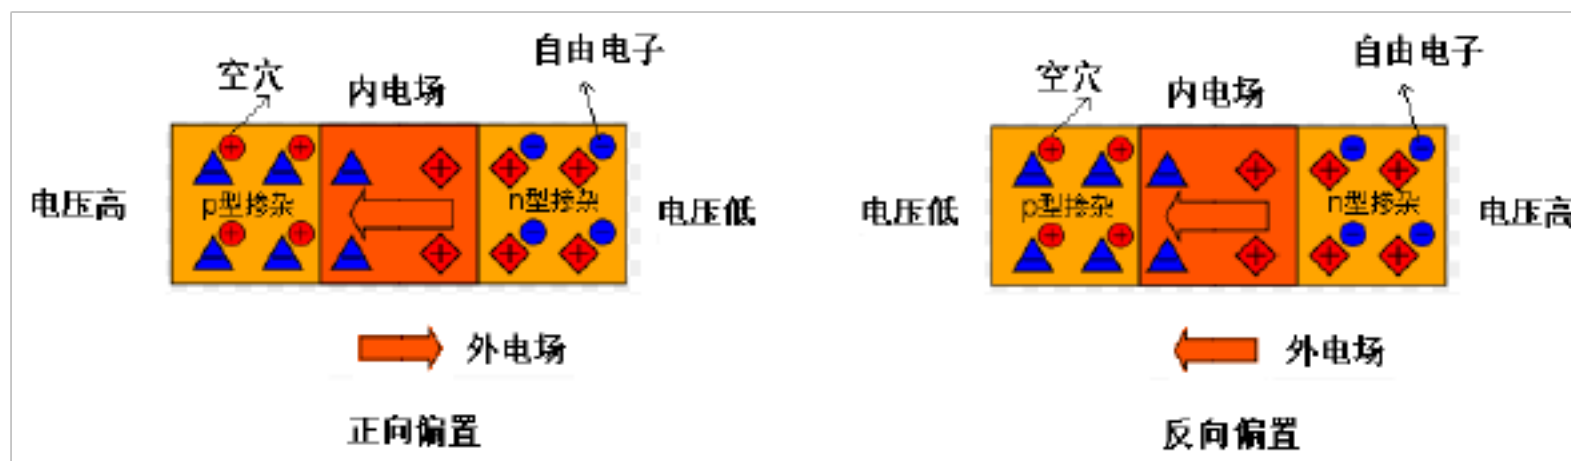 自由电子
空穴
内电场
电压高
p型掺杂
n型掺杂
电压低
外电场
正向偏置
自由电子
空穴
内电场
电压低
p型掺杂
n型掺杂
电压高
外电场
反向偏置